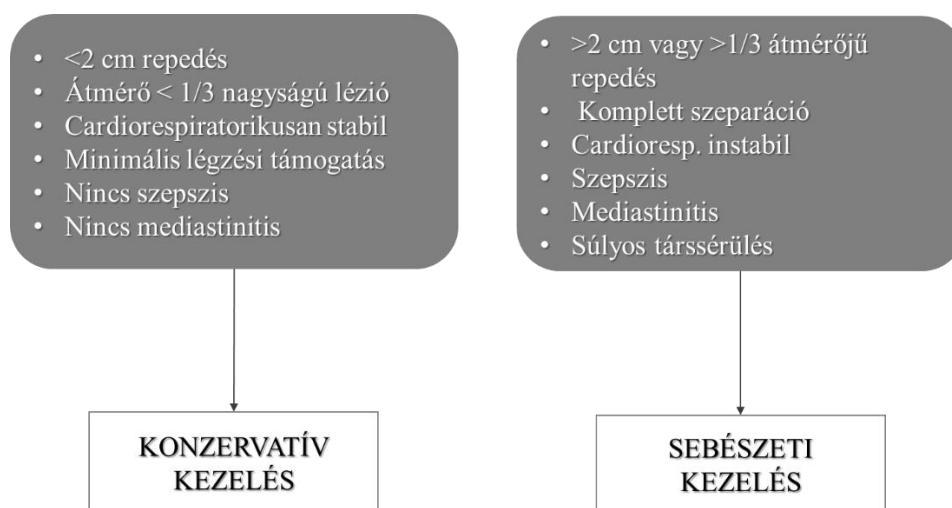 • <2 cm repedés
• Átmérő < 1/3 nagyságú lézió
• Cardiorespiratorikusan stabil
• Minimális légzési támogatás
• Nincs szepszis
• Nincs mediastinitis
KONZERVATÍV
KEZELÉS
• >2 cm vagy >1/3 átmérőjű
repedés
• Komplett szeparáció
• Cardioresp. instabil
• Szepszis
• Mediastinitis
• Súlyos társsérülés
SEBÉSZETI
KEZELÉS